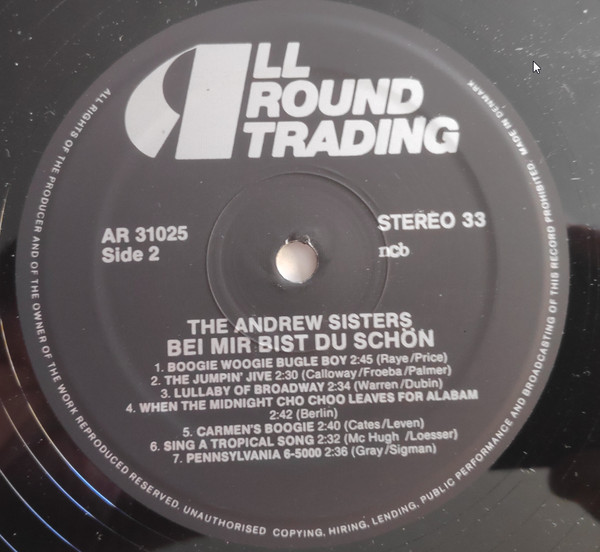 ALL
ROUND
TRADING
AR 31025
Side 2
STEREO 33
ncb
THE ANDREW SISTERS
BEI MIR BIST DU SCHÖN
1. BOOGIE WOOGIE BUGLE BOY 2:45 (Raye/Price)
2. THE JUMPIN' JIVE 2:30 (Calloway/Froeba/Palmer)
3. LULLABY OF BROADWAY 2:34 (Warren/Dubin)
4. WHEN THE MIDNIGHT CHO CHOO LEAVES FOR ALABAM
2:42 (Berlin)
5. CARMEN'S BOOGIE 2:40 (Cates/Leven)
6. SING A TROPICAL SONG 2:32 (Mc Hugh /Loesser)
7. PENNSYLVANIA 6-5000 2:36 (Gray/Sigman)
ALL RIGHTS OF THE PRODUCER AND OF THE OWNER OF THE WORK REPRODUCED RESERVED. UNAUTHORISED COPYING, HIRING, LENDING, PUBLIC PERFORMANCE AND BROADCASTING OF THIS RECORD PROHIBITED. MADE IN DENMARK